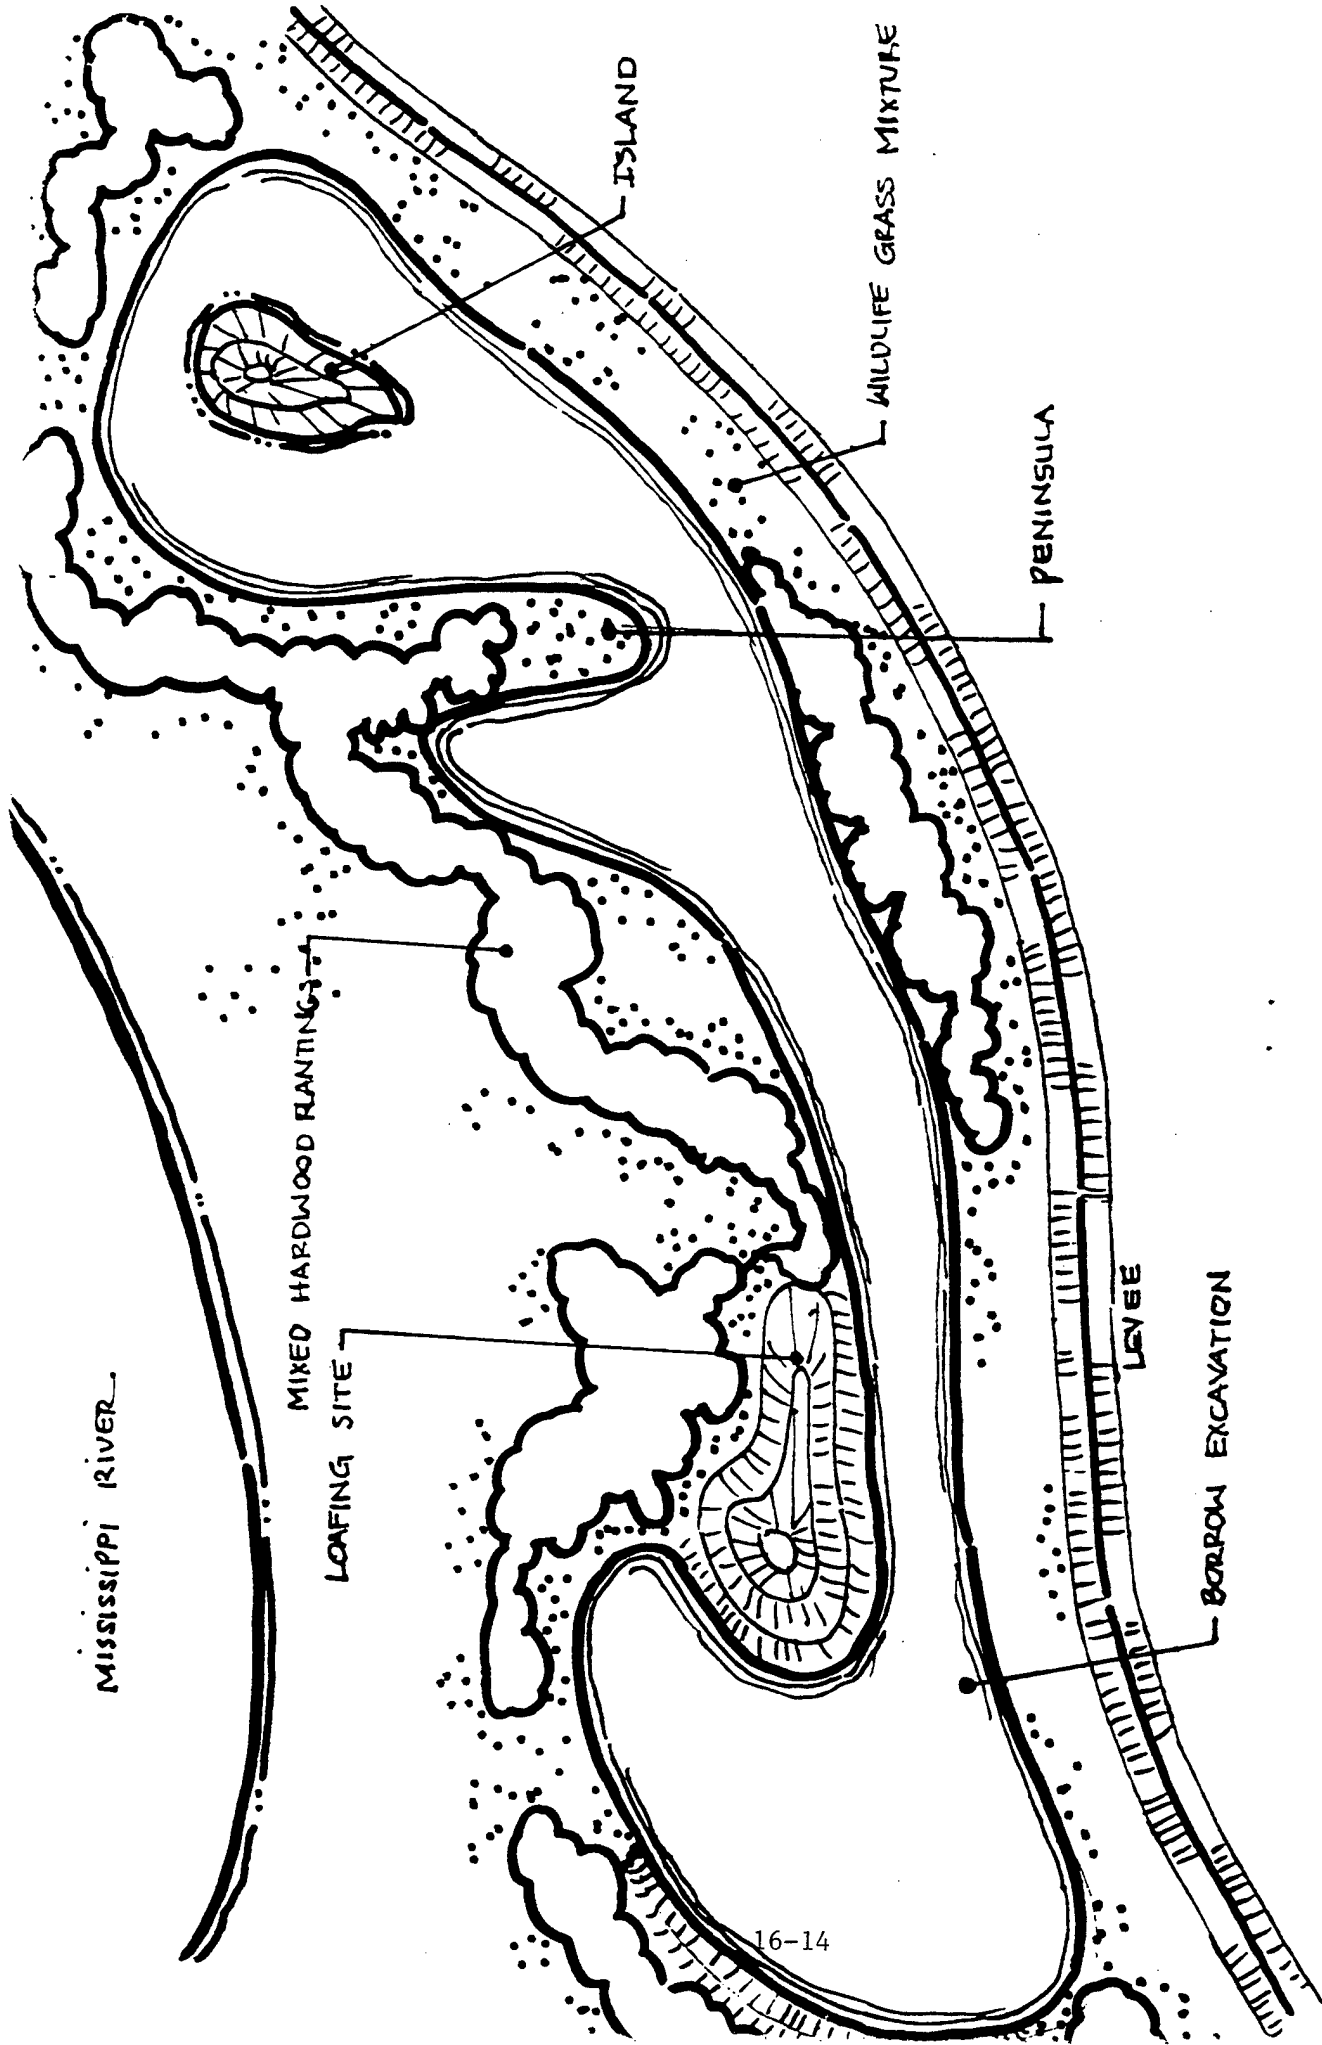 MISSISSIPPI RIVER
MIXED HARDWOOD PLANTINGS
LOAFING SITE
ISLAND
WILDLIFE GRASS MIXTURE
PENINSULA
LEVEE
BORROW EXCAVATION
16-14